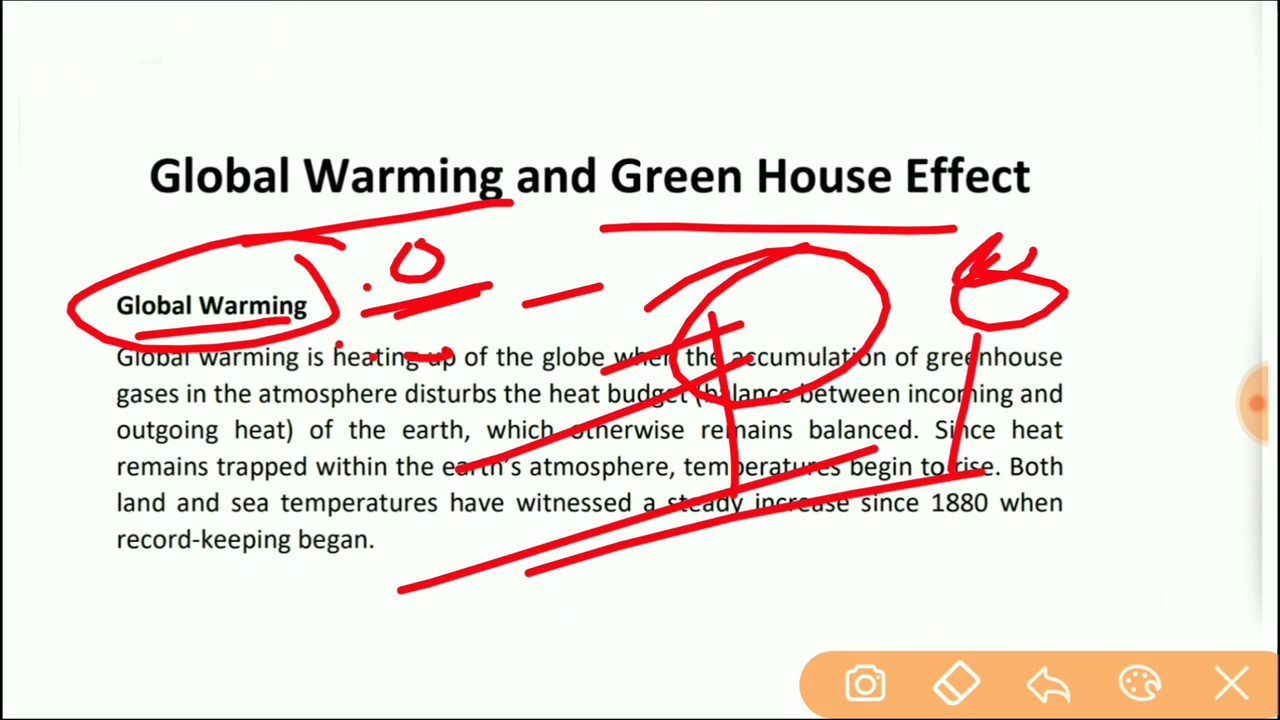 Global Warming and Green House Effect
Global Warming
Global warming is heating up of the globe when the accumulation of greenhouse
gases in the atmosphere disturbs the heat budget (balance between incoming and
outgoing heat) of the earth, which otherwise remains balanced. Since heat
remains trapped within the earth's atmosphere, temperatures begin to rise. Both
land and sea temperatures have witnessed a steady increase since 1880 when
record-keeping began.